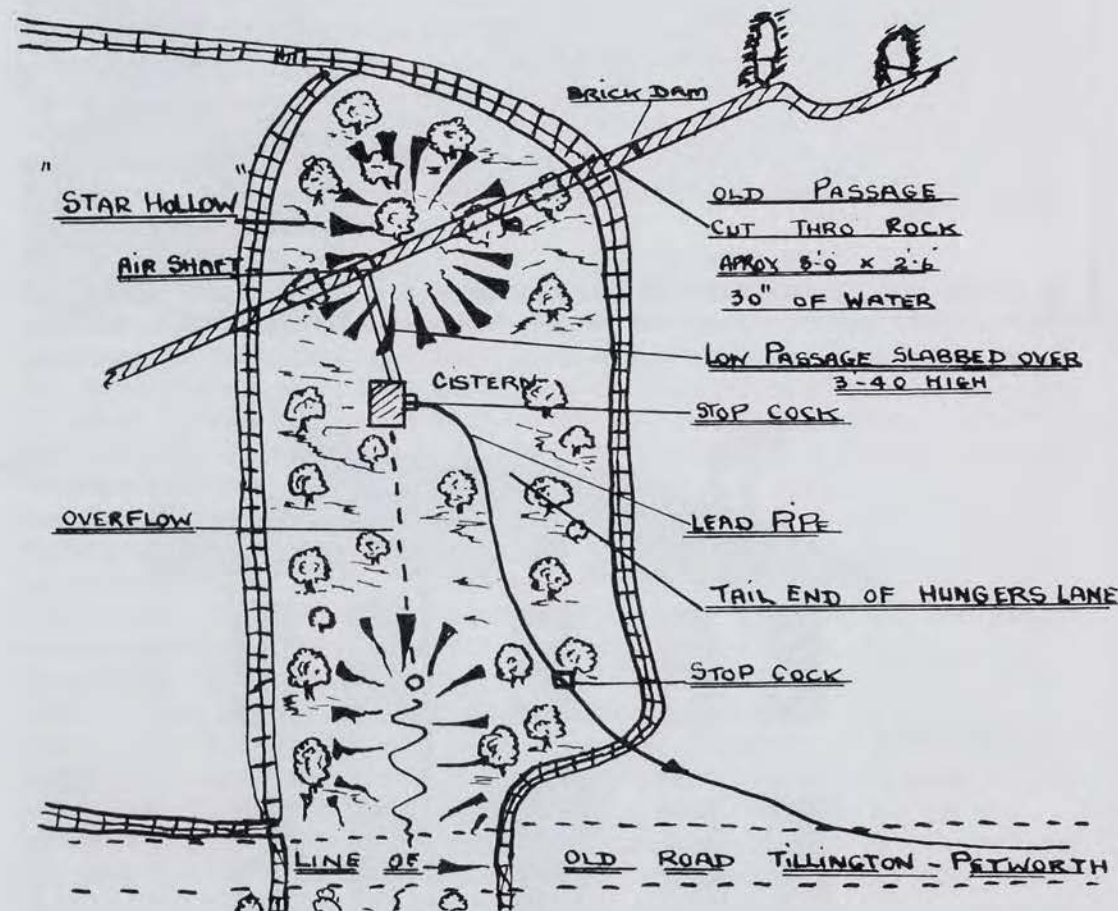 BRICK DAM
"STAR HOLLOW"
AIR SHAFT
OLD PASSAGE
CUT THRO ROCK
APROX 5'0 x 2'6
30" OF WATER
LOW PASSAGE SLABBED OVER
3'-40 HIGH
CISTERN
STOP COCK
OVERFLOW
LEAD PIPE
TAIL END OF HUNGERS LANE
STOP COCK
LINE OF OLD ROAD TILLINGTON - PETWORTH